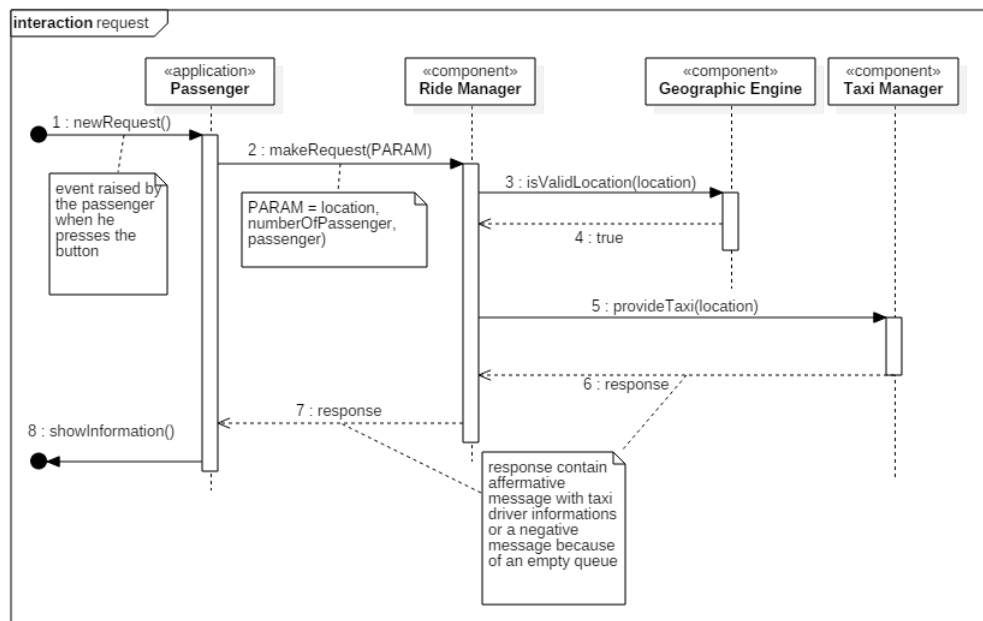 interaction request
«application»
Passenger
«component»
Ride Manager
«component»
Geographic Engine
«component»
Taxi Manager
1 : newRequest()
event raised by
the passenger
when he
presses the
button
2 : makeRequest(PARAM)
PARAM = location,
numberOfPassenger,
passenger)
3 : isValidLocation(location)
4 : true
5 : provideTaxi(location)
6 : response
7 : response
8 : showInformation()
response contain
affermative
message with taxi
driver informations
or a negative
message because
of an empty queue